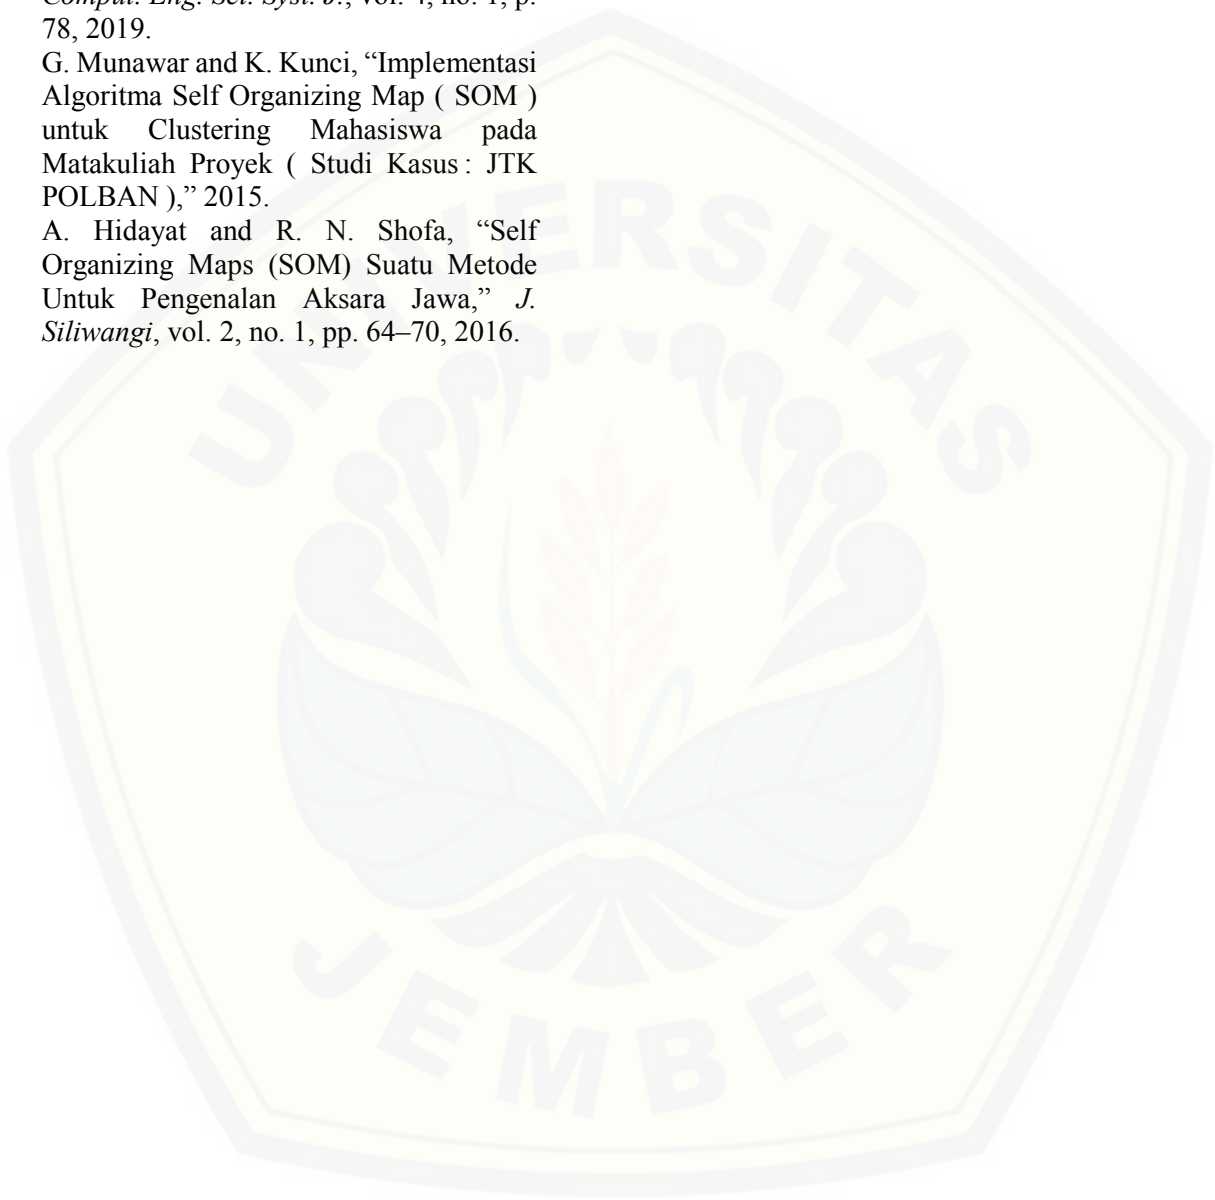 Comput. Eng. Sci. Syst. J., vol. 4, no. 1, p.
78, 2019.
G. Munawar and K. Kunci, “Implementasi
Algoritma Self Organizing Map ( SOM )
untuk Clustering Mahasiswa pada
Matakuliah Proyek ( Studi Kasus : JTK
POLBAN ),” 2015.
A. Hidayat and R. N. Shofa, “Self
Organizing Maps (SOM) Suatu Metode
Untuk Pengenalan Aksara Jawa,” J.
Siliwangi, vol. 2, no. 1, pp. 64–70, 2016.
UNIVERSITAS
JEMBER